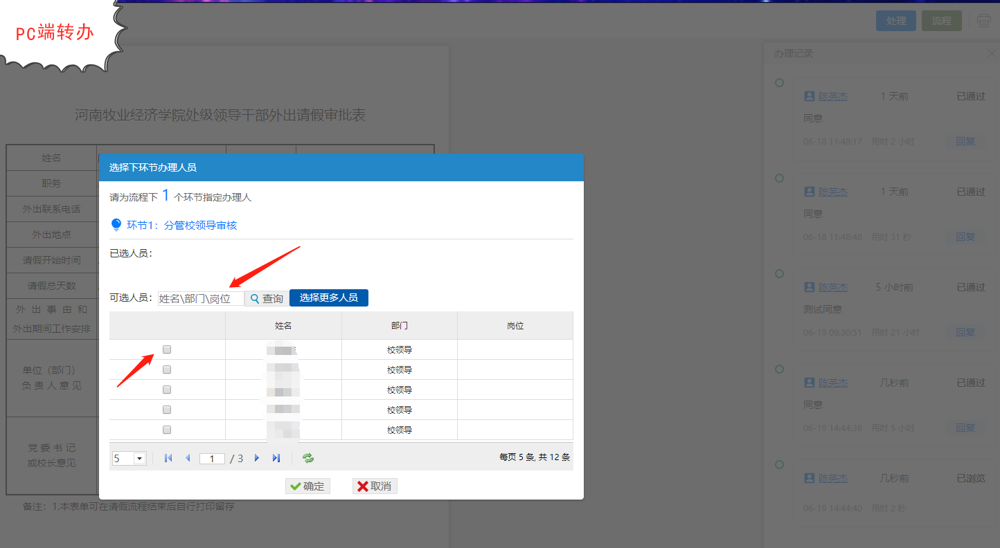 PC端转办
处理
流程
办理记录
河南牧业经济学院处级领导干部外出请假审批表
姓名
职务
外出联系电话
外出地点
请假开始时间
请假总天数
外 出 事 由 和
外出期间工作安排
单位（部门）
负 责 人 意 见
党 委 书 记
或校长意见
备注：1.本表单可在请假流程结束后自行打印留存
选择下环节办理人员
请为流程下 1 个环节指定办理人
环节1：分管校领导审核
已选人员：
可选人员： 姓名\部门\岗位 查询 选择更多人员
姓名 部门 岗位
校领导
校领导
校领导
校领导
校领导
5 1 / 3 每页 5 条, 共 12 条
确定 取消
陈英杰 1 天前 已通过
同意
06-18 11:48:17 用时 2 小时 回复
陈英杰 1 天前 已通过
同意
06-18 11:48:48 用时 31 秒 回复
陈英杰 5 小时前 已通过
测试同意
06-19 09:30:51 用时 21 小时 回复
陈英杰 几秒前 已通过
同意
06-19 14:44:38 用时 5 小时 回复
陈英杰 几秒前 已浏览
06-19 14:44:40 用时 2 秒